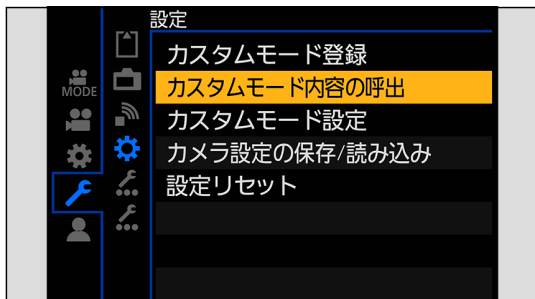 設定
カスタムモード登録
カスタムモード内容の呼出
カスタムモード設定
カメラ設定の保存/読み込み
設定リセット
MODE